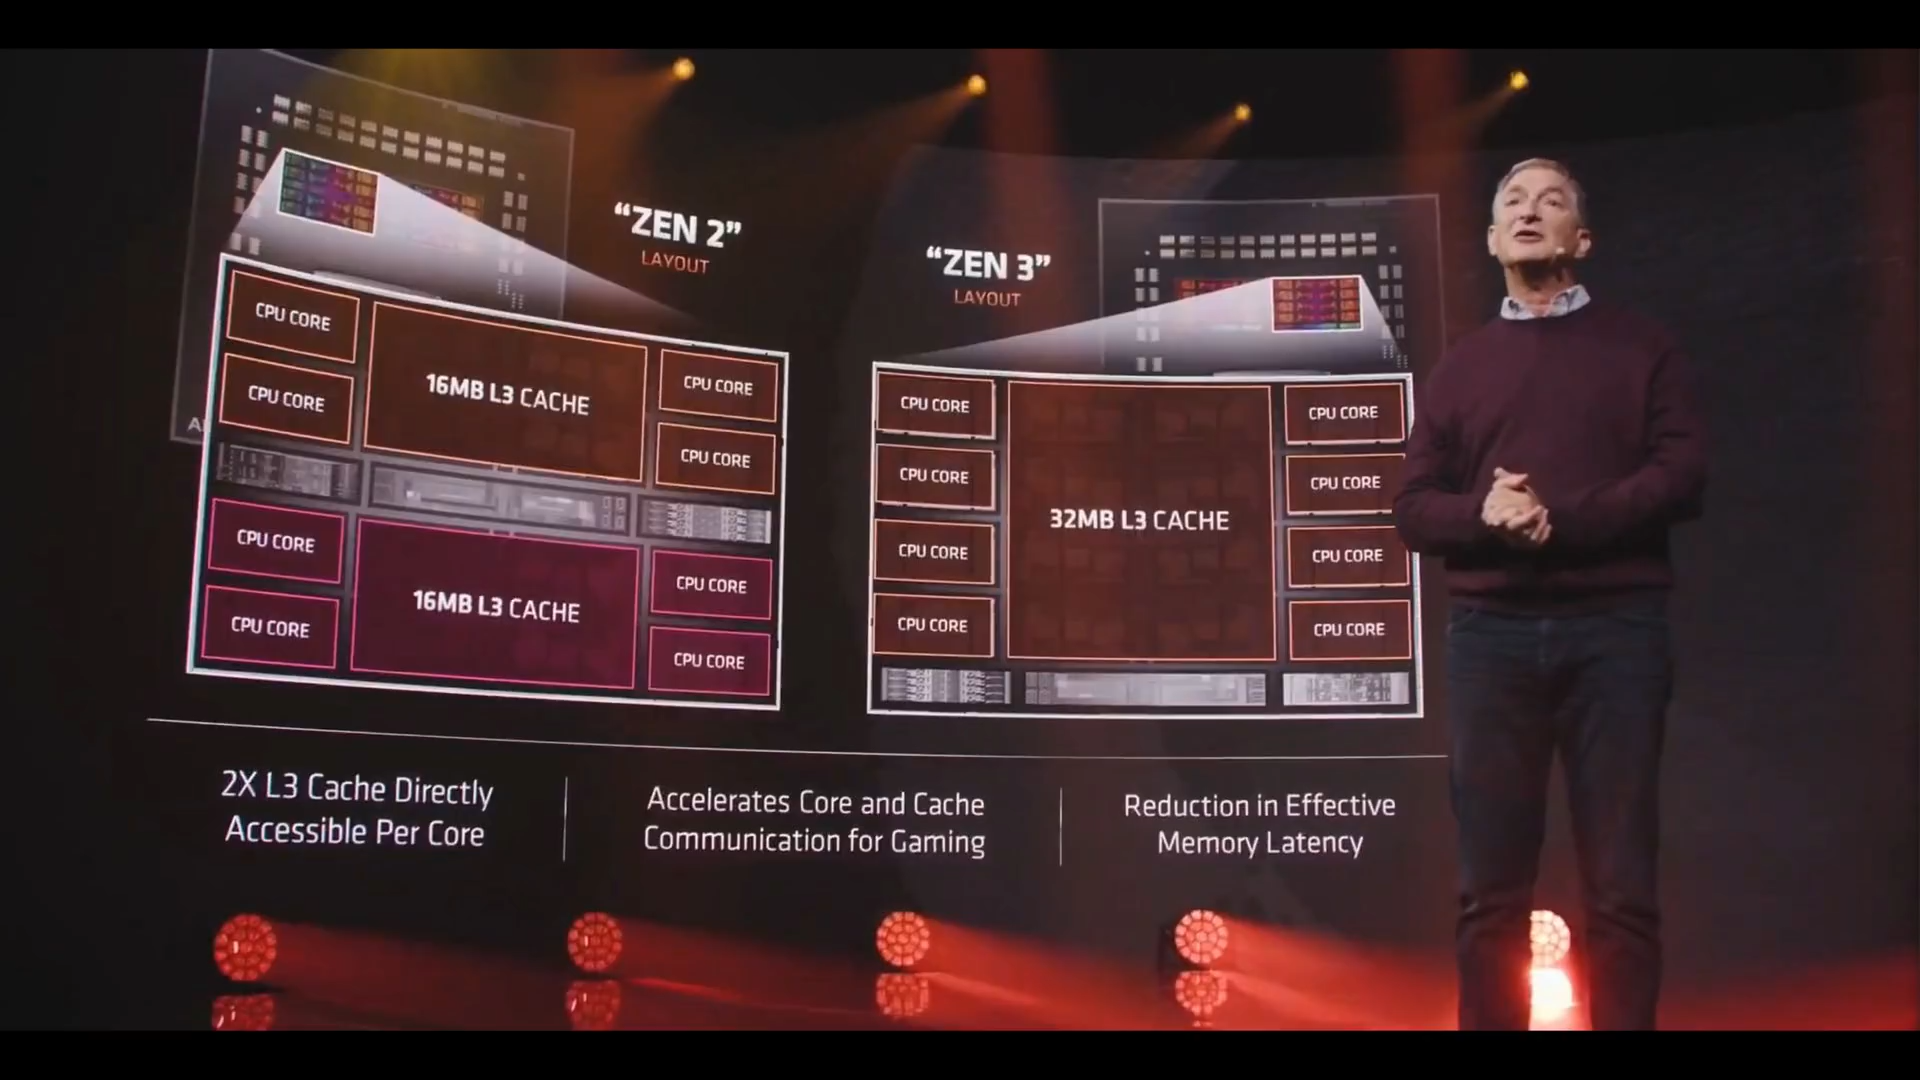 “ZEN 2”
LAYOUT
CPU CORE
CPU CORE
16MB L3 CACHE
CPU CORE
CPU CORE
CPU CORE
CPU CORE
16MB L3 CACHE
CPU CORE
CPU CORE
“ZEN 3”
LAYOUT
CPU CORE
CPU CORE
CPU CORE
CPU CORE
32MB L3 CACHE
CPU CORE
CPU CORE
CPU CORE
CPU CORE
2X L3 Cache Directly
Accessible Per Core
Accelerates Core and Cache
Communication for Gaming
Reduction in Effective
Memory Latency